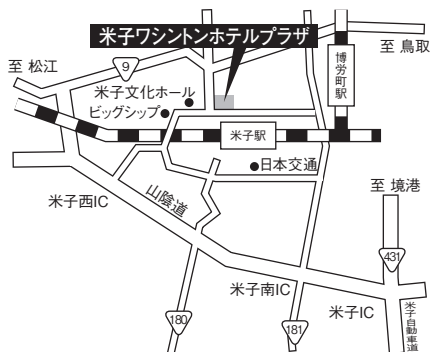 米子ワシントンホテルプラザ
至 鳥取
至 松江
9
博労町駅
米子文化ホール
ビッグシップ
米子駅
日本交通
至 境港
山陰道
米子西IC
431
米子南IC
米子IC
180
181
米子自動車道